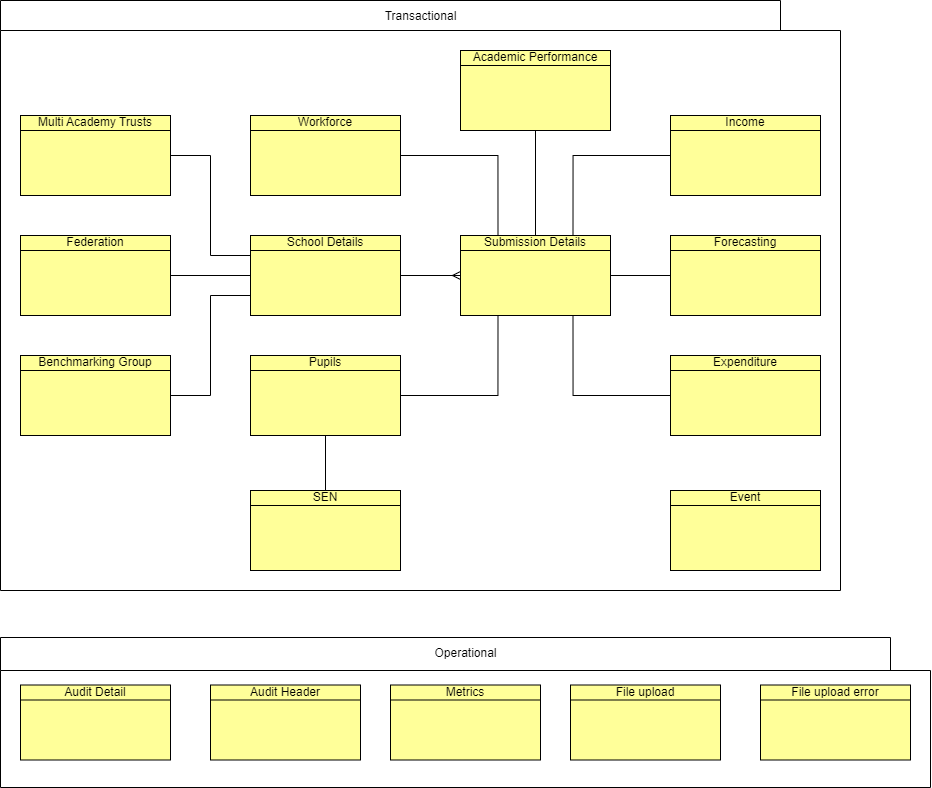 Transactional
Academic Performance
Multi Academy Trusts
Workforce
Income
Federation
School Details
Submission Details
Forecasting
Benchmarking Group
Pupils
Expenditure
SEN
Event
Operational
Audit Detail
Audit Header
Metrics
File upload
File upload error